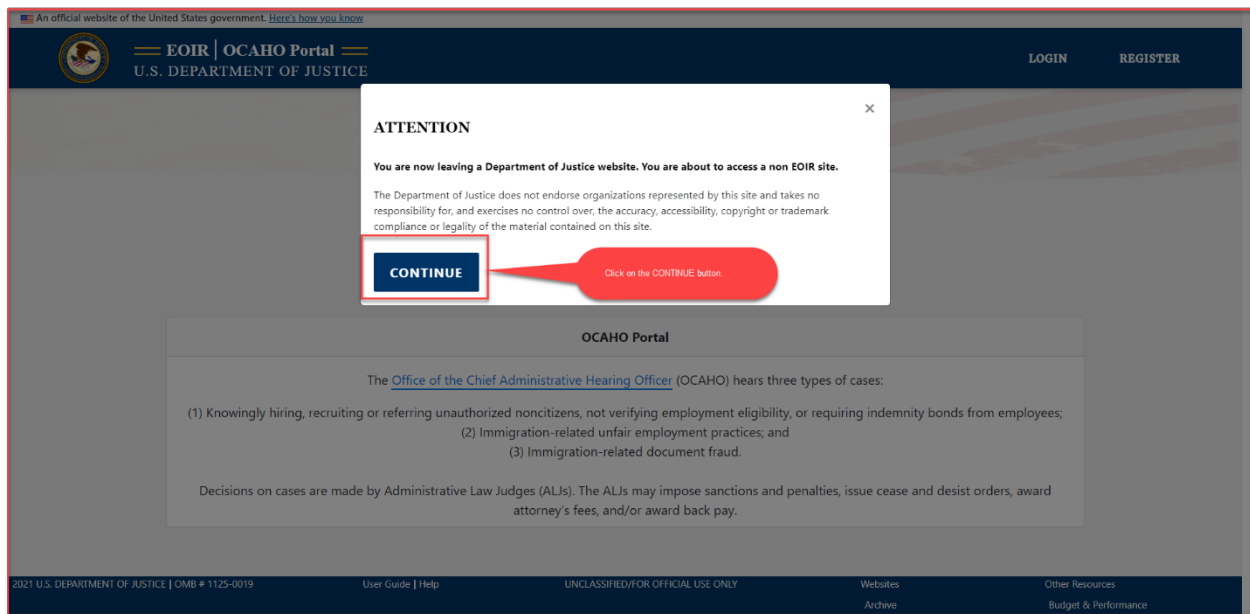 An official website of the United States government. Here's how you know
EOIR | OCAHO Portal
U.S. DEPARTMENT OF JUSTICE
LOGIN
REGISTER
×
ATTENTION
You are now leaving a Department of Justice website. You are about to access a non EOIR site.
The Department of Justice does not endorse organizations represented by this site and takes no
responsibility for, and exercises no control over, the accuracy, accessibility, copyright or trademark
compliance or legality of the material contained on this site.
CONTINUE
Click on the CONTINUE button.
OCAHO Portal
The Office of the Chief Administrative Hearing Officer (OCAHO) hears three types of cases:
(1) Knowingly hiring, recruiting or referring unauthorized noncitizens, not verifying employment eligibility, or requiring indemnity bonds from employees;
(2) Immigration-related unfair employment practices; and
(3) Immigration-related document fraud.
Decisions on cases are made by Administrative Law Judges (ALJs). The ALJs may impose sanctions and penalties, issue cease and desist orders, award
attorney's fees, and/or award back pay.
2021 U.S. DEPARTMENT OF JUSTICE | OMB # 1125-0019
User Guide | Help
UNCLASSIFIED/FOR OFFICIAL USE ONLY
Websites
Other Resources
Archive
Budget & Performance